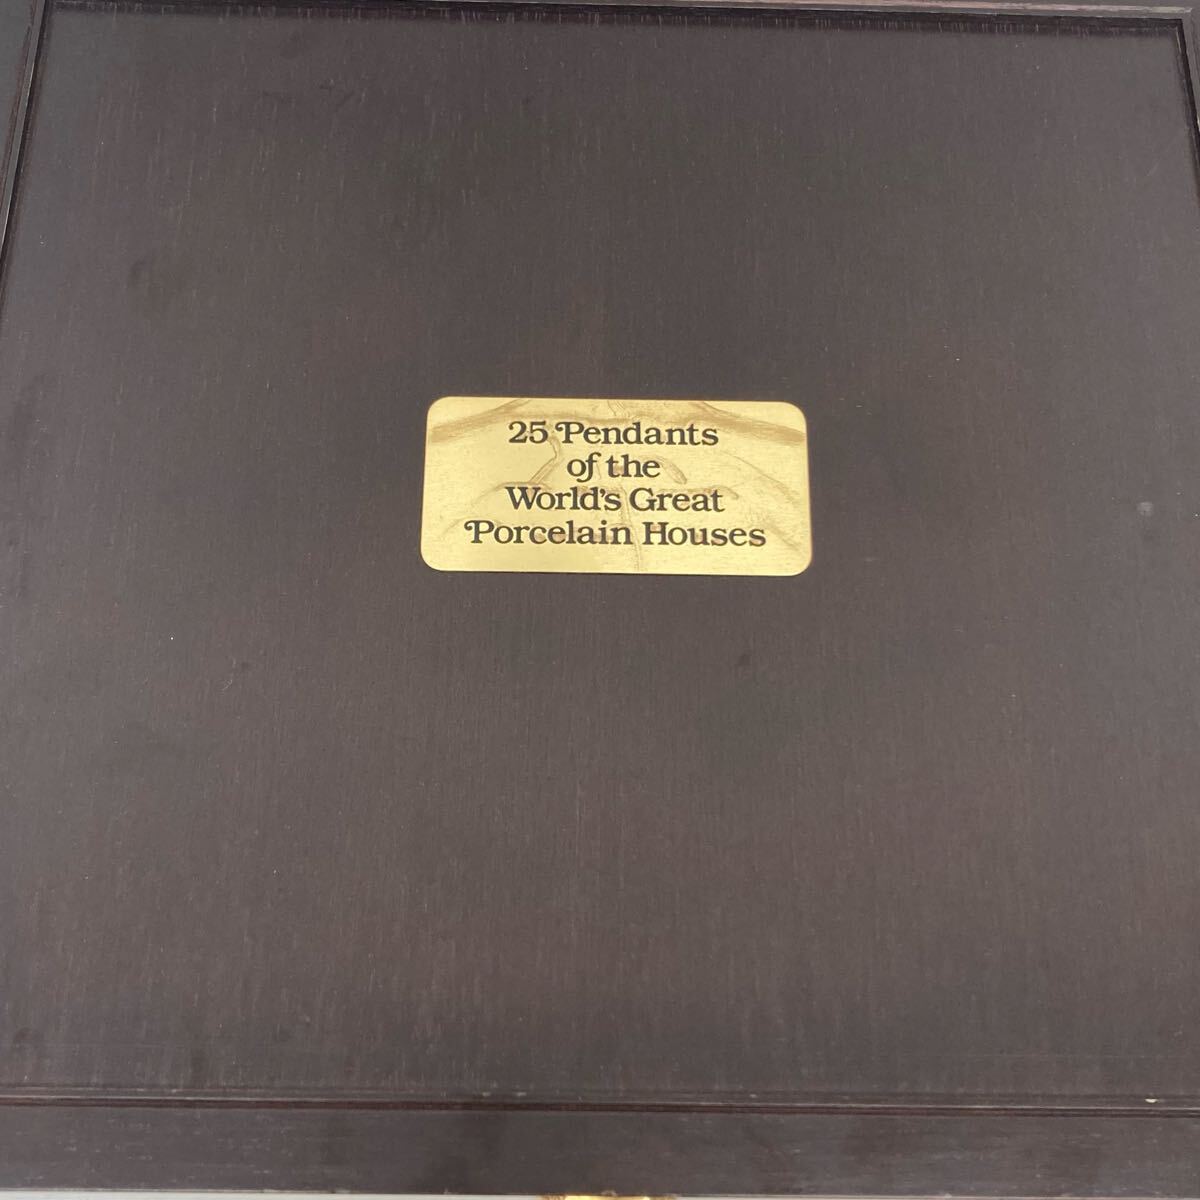 25 Pendants
of the
World's Great
Porcelain Houses